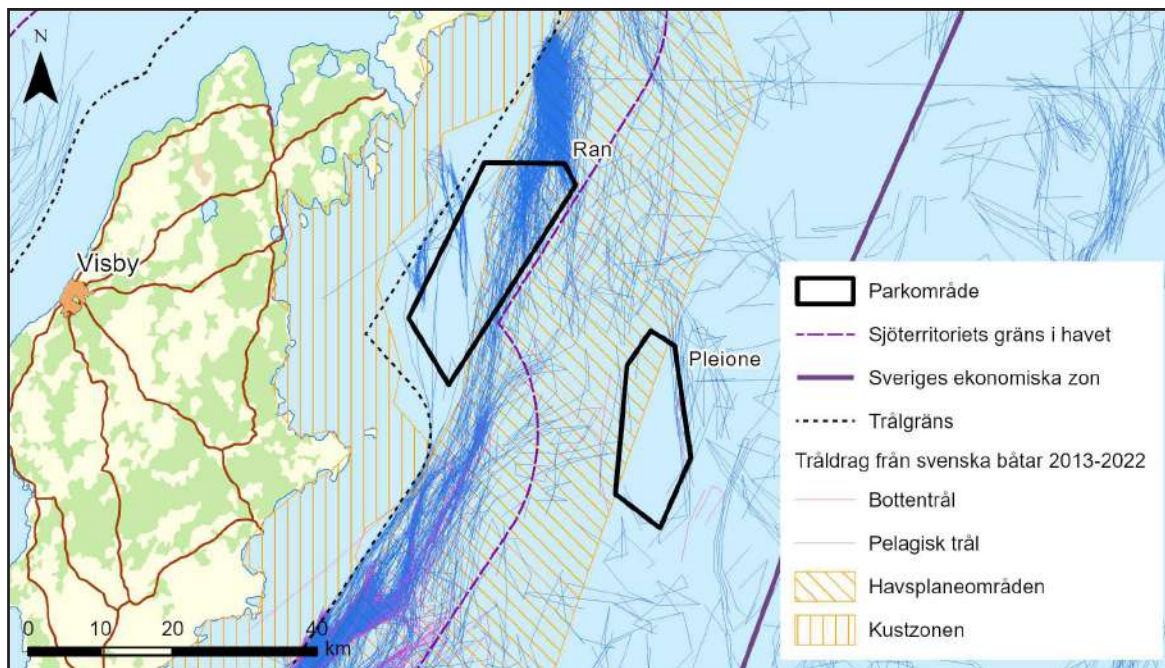 N
Ran
Visby
Pleione
Parkområde
Sjöterritoriets gräns i havet
Sveriges ekonomiska zon
Trålgräns
Tråldrag från svenska båtar 2013-2022
Bottentrål
Pelagisk trål
Havsplaneområden
Kustzonen
0 10 20 40
km